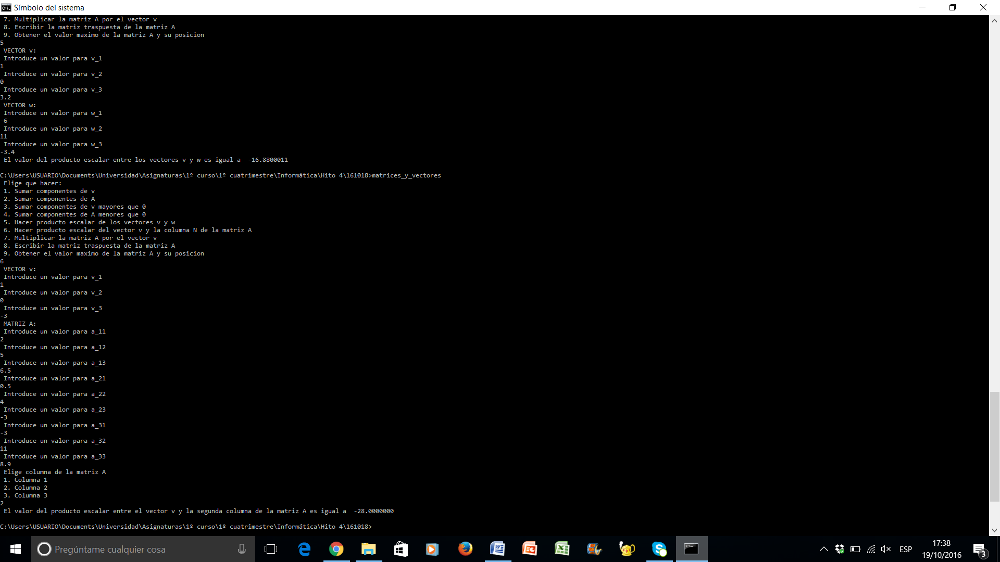 Símbolo del sistema
7. Multiplicar la matriz A por el vector v
8. Escribir la matriz traspuesta de la matriz A
9. Obtener el valor maximo de la matriz A y su posicion
5
VECTOR v:
Introduce un valor para v_1
1
Introduce un valor para v_2
0
Introduce un valor para v_3
3.2
VECTOR w:
Introduce un valor para w_1
-6
Introduce un valor para w_2
11
Introduce un valor para w_3
-3.4
El valor del producto escalar entre los vectores v y w es igual a  -16.8800011
C:\Users\USUARIO\Documents\Universidad\Asignaturas\1º curso\1º cuatrimestre\Informática\Hito 4\161018>matrices_y_vectores
Elige que hacer:
1. Sumar componentes de v
2. Sumar componentes de A
3. Sumar componentes de v mayores que 0
4. Sumar componentes de A menores que 0
5. Hacer producto escalar de los vectores v y w
6. Hacer producto escalar del vector v y la columna N de la matriz A
7. Multiplicar la matriz A por el vector v
8. Escribir la matriz traspuesta de la matriz A
9. Obtener el valor maximo de la matriz A y su posicion
6
VECTOR v:
Introduce un valor para v_1
1
Introduce un valor para v_2
0
Introduce un valor para v_3
-3
MATRIZ A:
Introduce un valor para a_11
2
Introduce un valor para a_12
5
Introduce un valor para a_13
6.5
Introduce un valor para a_21
0.5
Introduce un valor para a_22
4
Introduce un valor para a_23
-3
Introduce un valor para a_31
-3
Introduce un valor para a_32
11
Introduce un valor para a_33
8.9
Elige columna de la matriz A
1. Columna 1
2. Columna 2
3. Columna 3
2
El valor del producto escalar entre el vector v y la segunda columna de la matriz A es igual a  -28.0000000
C:\Users\USUARIO\Documents\Universidad\Asignaturas\1º curso\1º cuatrimestre\Informática\Hito 4\161018>
Pregúntame cualquier cosa
ESP
17:38
19/10/2016
3